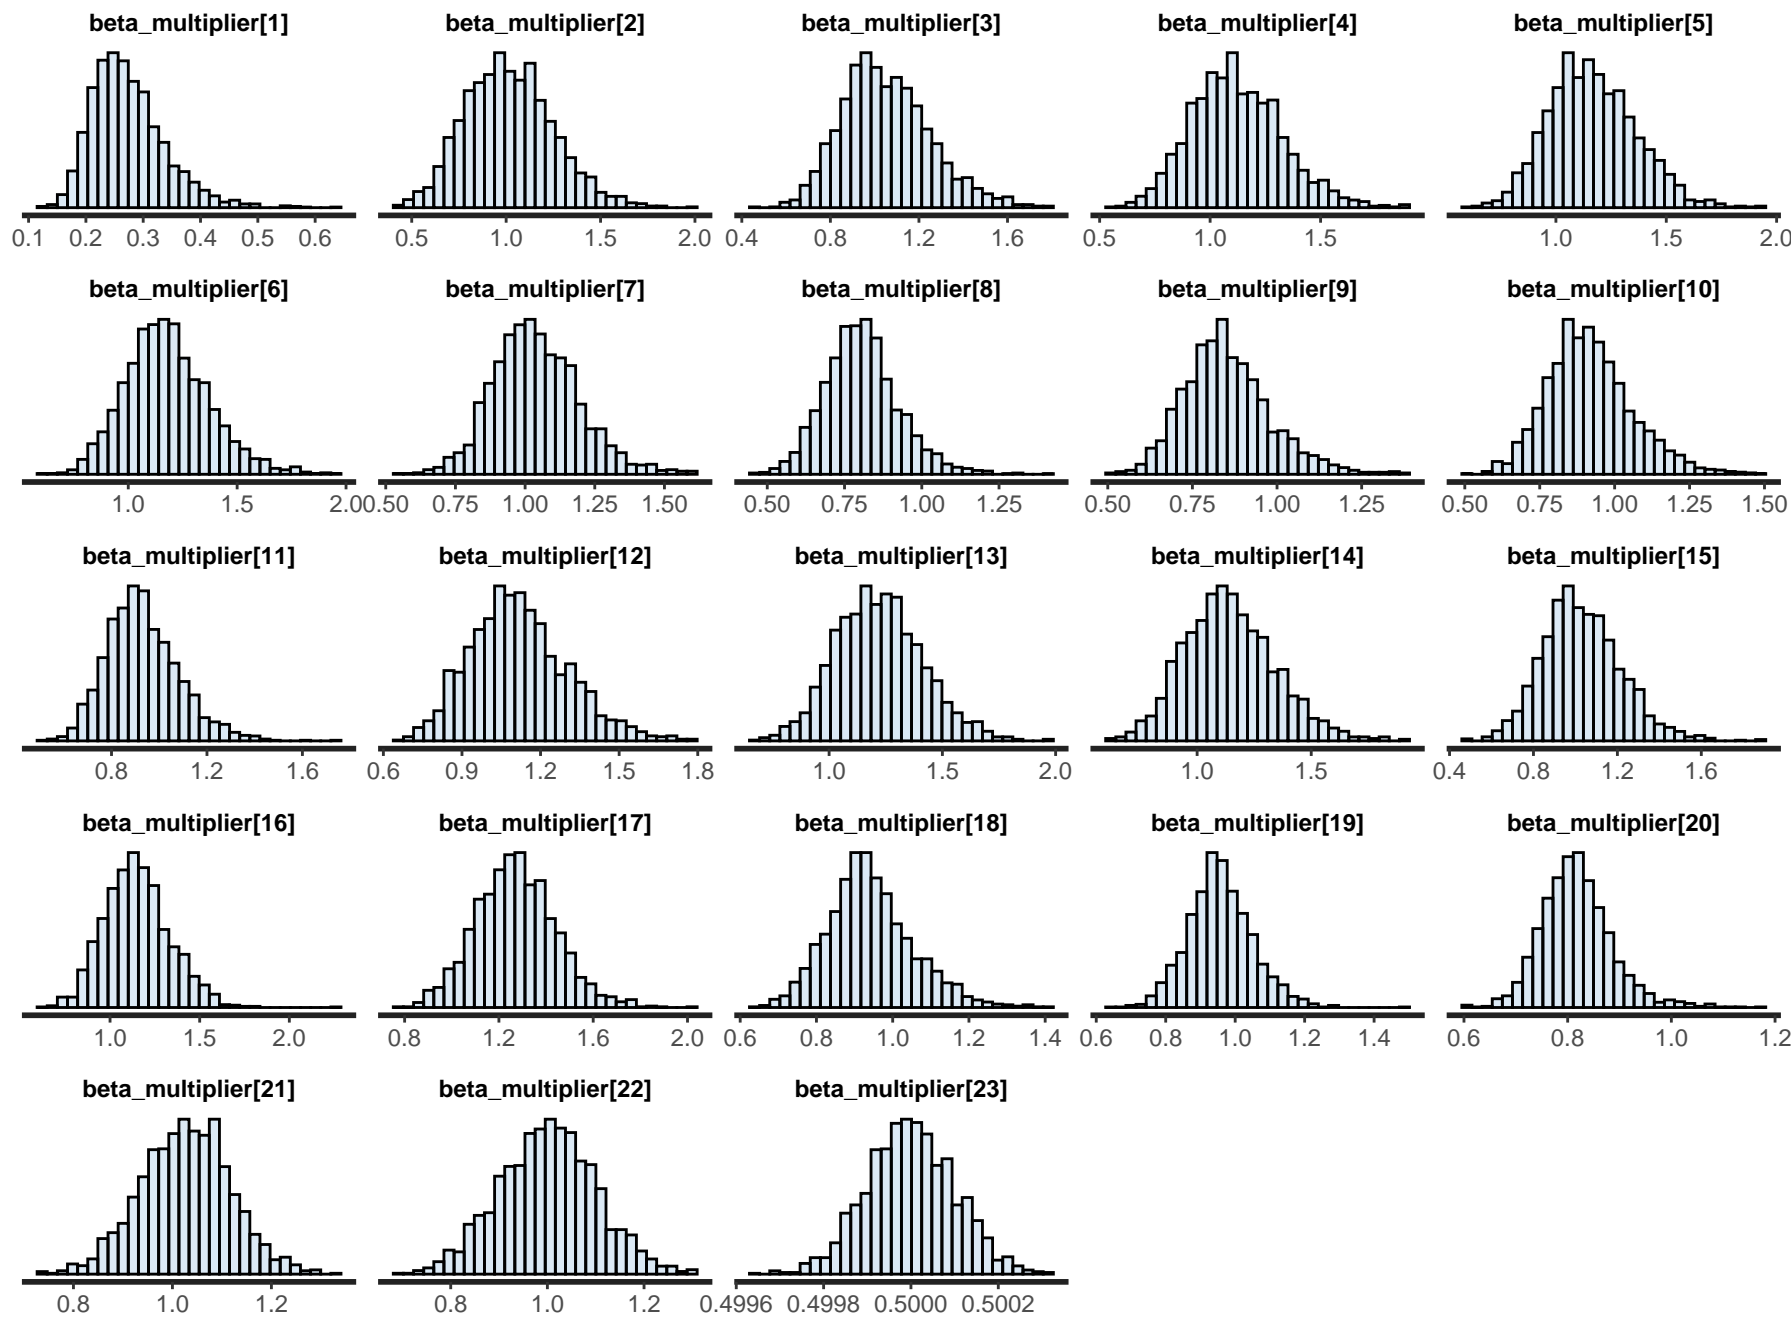 beta_multiplier[1] beta_multiplier[2] beta_multiplier[3] beta_multiplier[4] beta_multiplier[5]
0.1 0.2 0.3 0.4 0.5 0.6 0.5 1.0 1.5 2.0 0.4 0.8 1.2 1.6 0.5 1.0 1.5 1.0 1.5 2.0
beta_multiplier[6] beta_multiplier[7] beta_multiplier[8] beta_multiplier[9] beta_multiplier[10]
1.0 1.5 2.0 0.50 0.75 1.00 1.25 1.50 0.50 0.75 1.00 1.25 0.50 0.75 1.00 1.25 0.50 0.75 1.00 1.25 1.50
beta_multiplier[11] beta_multiplier[12] beta_multiplier[13] beta_multiplier[14] beta_multiplier[15]
0.8 1.2 1.6 0.6 0.9 1.2 1.5 1.8 1.0 1.5 2.0 1.0 1.5 0.4 0.8 1.2 1.6
beta_multiplier[16] beta_multiplier[17] beta_multiplier[18] beta_multiplier[19] beta_multiplier[20]
1.0 1.5 2.0 0.8 1.2 1.6 2.0 0.6 0.8 1.0 1.2 1.4 0.6 0.8 1.0 1.2 1.4 0.6 0.8 1.0 1.2
beta_multiplier[21] beta_multiplier[22] beta_multiplier[23]
0.8 1.0 1.2 0.8 1.0 1.2 0.4996 0.4998 0.5000 0.5002